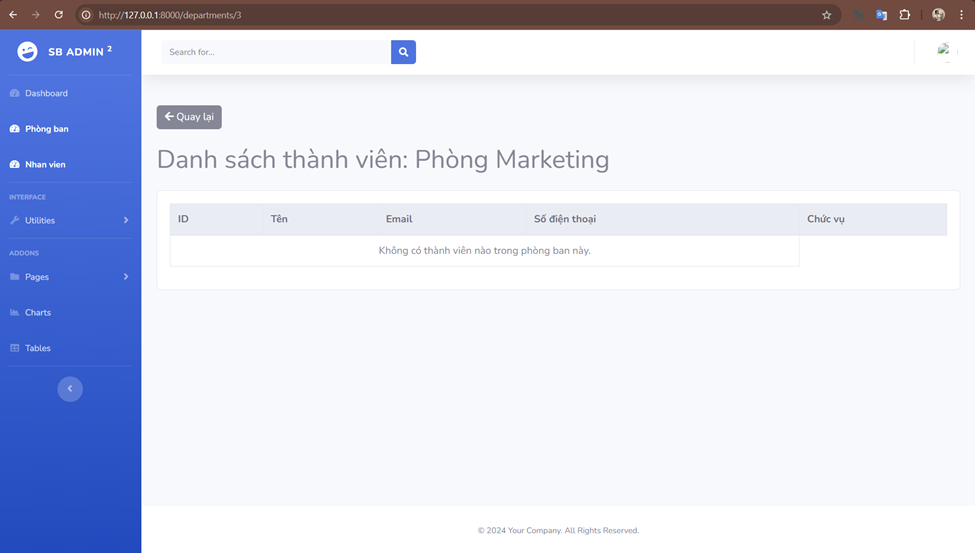 http://127.0.0.1:8000/departments/3
SB ADMIN 2
Search for...
Dashboard
Phòng ban
Nhan vien
INTERFACE
Utilities
ADDONS
Pages
Charts
Tables
Quay lại
Danh sách thành viên: Phòng Marketing
ID Tên Email Số điện thoại Chức vụ
Không có thành viên nào trong phòng ban này.
© 2024 Your Company. All Rights Reserved.